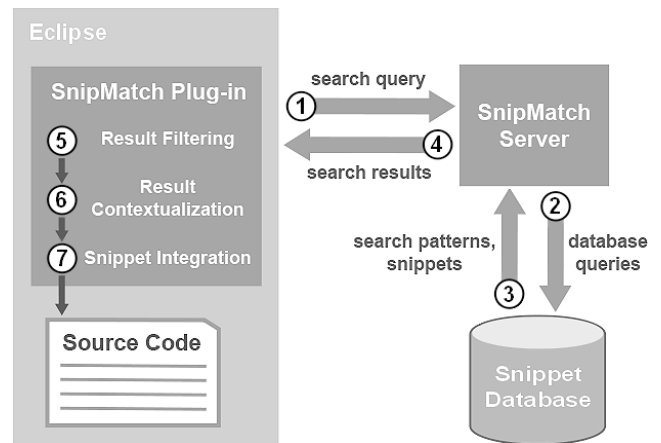 Eclipse
SnipMatch Plug-in
5 Result Filtering
6 Result
Contextualization
7 Snippet Integration
Source Code
search query
1
4
search results
SnipMatch
Server
2
search patterns,
snippets
database
queries
3
Snippet
Database